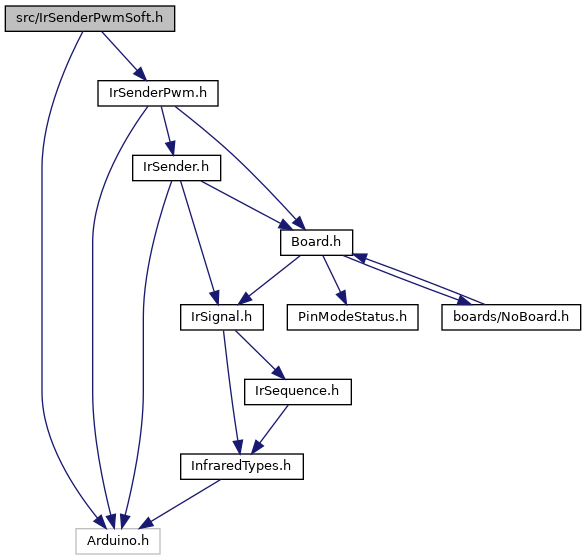 src/IrSenderPwmSoft.h
IrSenderPwm.h
IrSender.h
Board.h
IrSignal.h
PinModeStatus.h
boards/NoBoard.h
IrSequence.h
InfraredTypes.h
Arduino.h